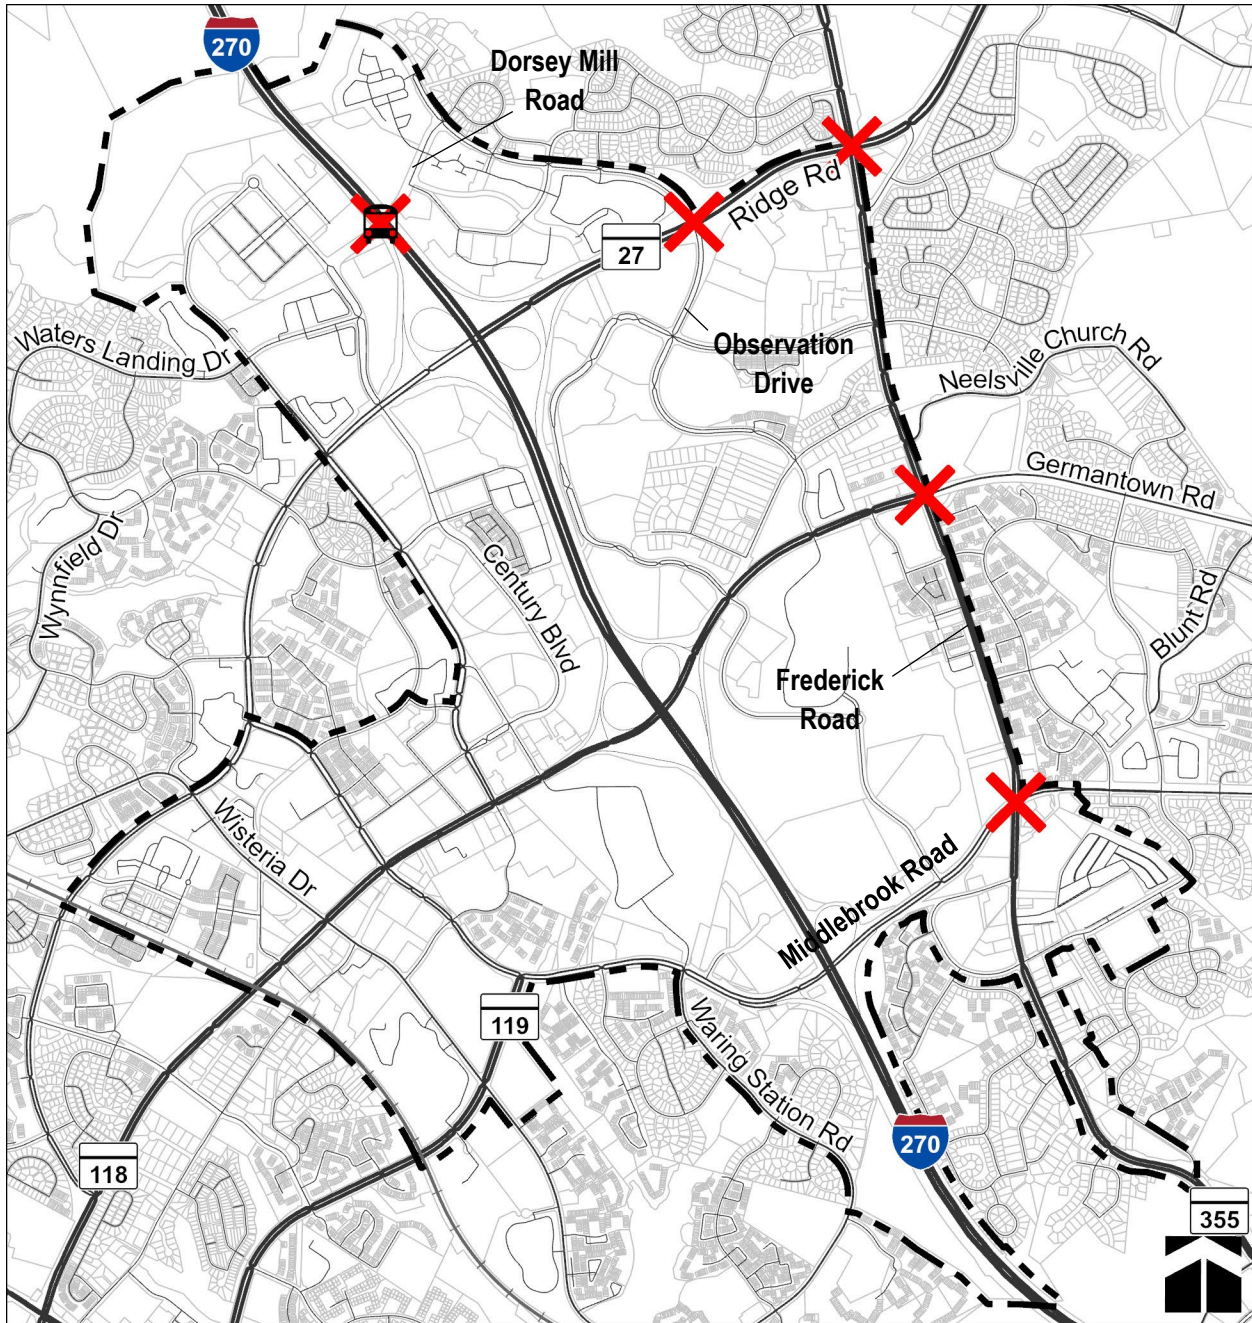 270
Dorsey Mill
Road
Ridge Rd
27
Observation
Drive
Waters Landing Dr
Neelsville Church Rd
Germantown Rd
Wynnfield Dr
Century Blvd
Blunt Rd
Frederick
Road
Wisteria Dr
Middlebrook Road
119
Waring Station Rd
270
118
355